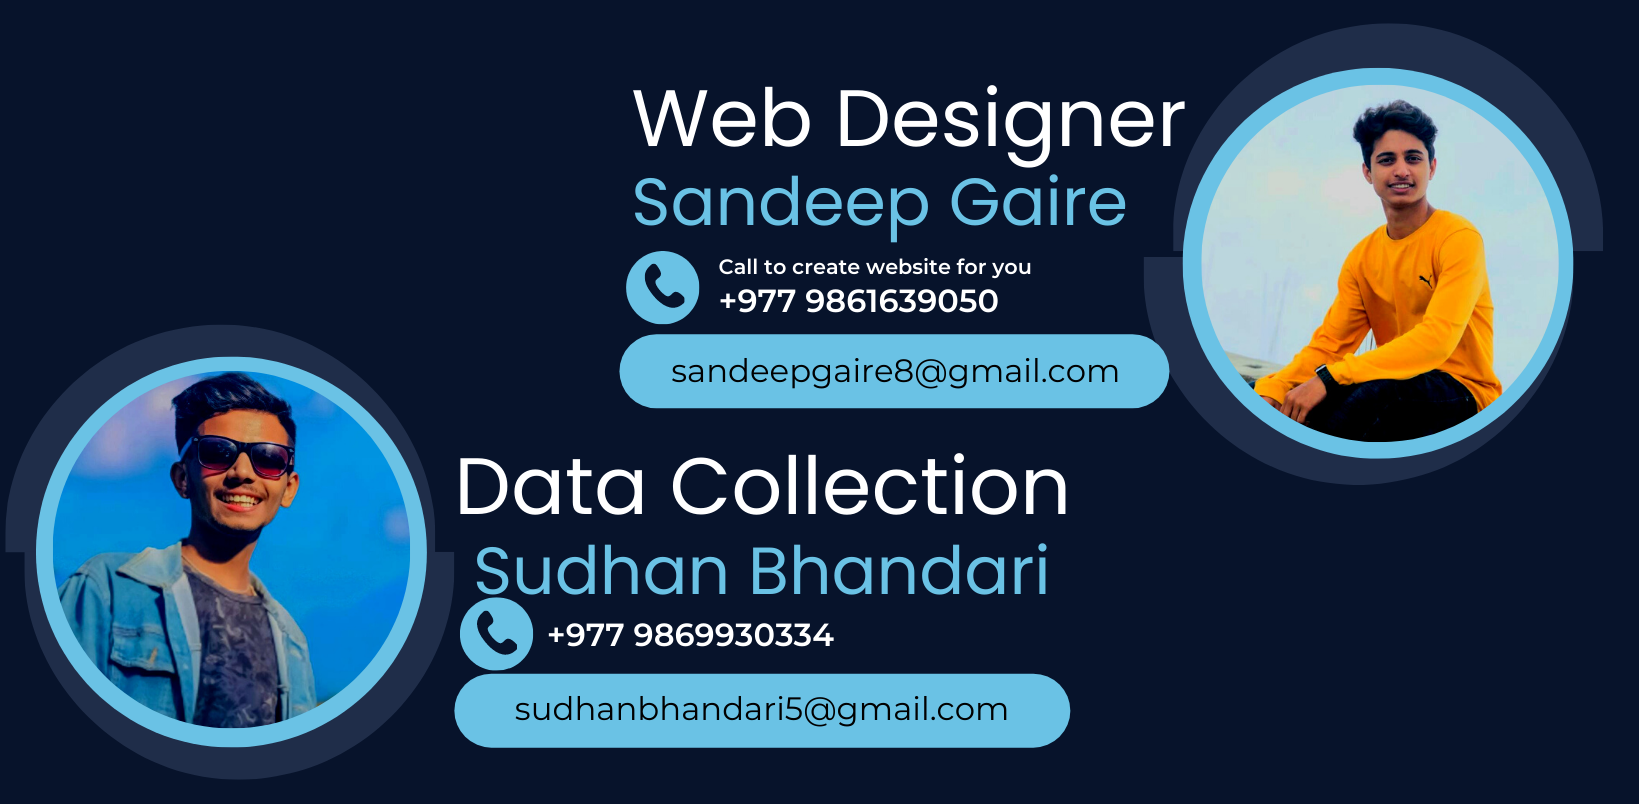 Web Designer
Sandeep Gaire
Call to create website for you
+977 9861639050
sandeepgaire8@gmail.com
Data Collection
Sudhan Bhandari
+977 9869930334
sudhanbhandari5@gmail.com